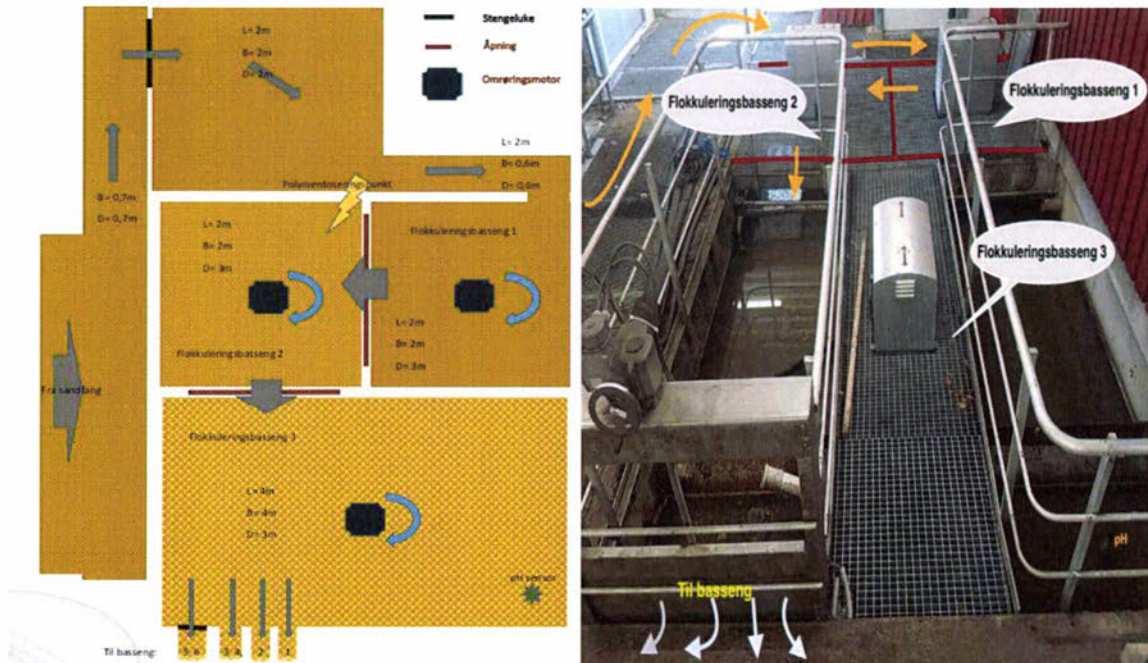 Stengeluke
Åpning
Omrøringsmotor
L= 2m
B= 2m
D= 2m
L= 2m
B= 0,6m
D= 0,6m
Polymerdoseringspunkt
B= 0,7m
D= 0,7m
L= 2m
B= 2m
D= 3m
Flokkuleringsbasseng 1
L= 2m
B= 2m
D= 3m
Flokkuleringsbasseng 2
Fra sandfang
Flokkuleringsbasseng 3
L= 4m
B= 4m
D= 3m
pH sensor
Til basseng:
5, 6
3, 4
2
1
Flokkuleringsbasseng 2
Flokkuleringsbasseng 1
Flokkuleringsbasseng 3
1
pH
Til basseng